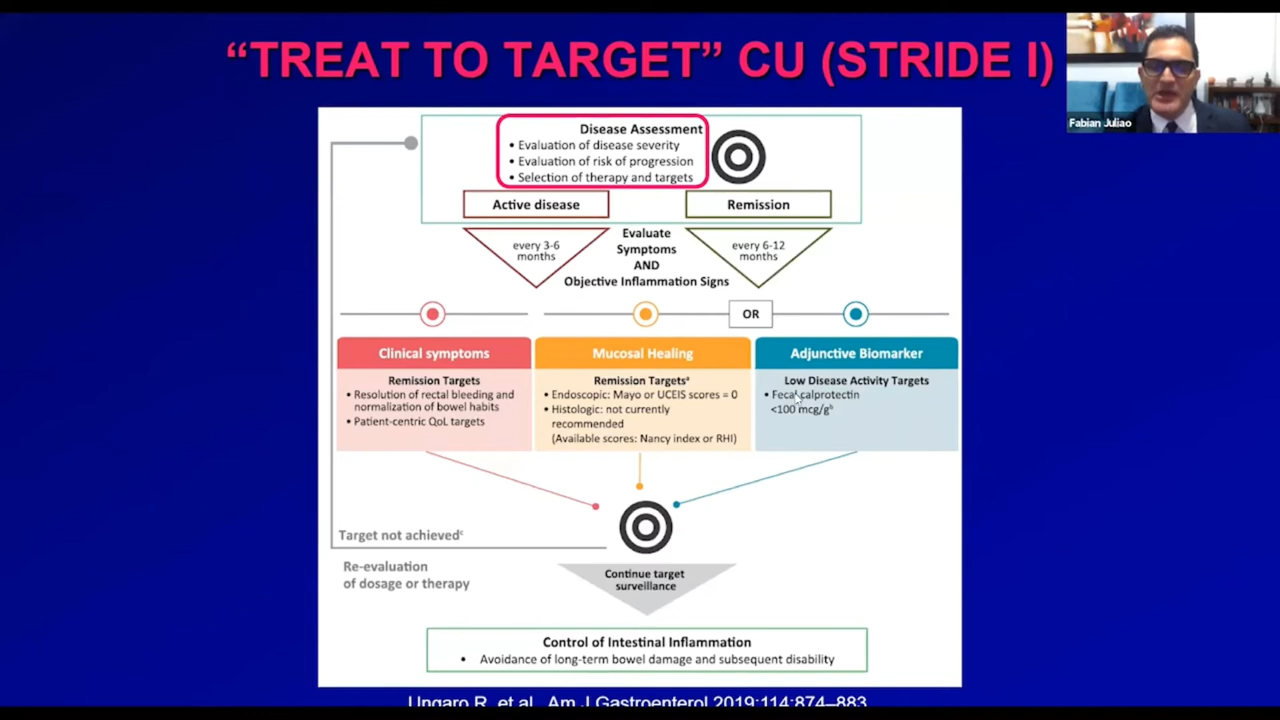 “TREAT TO TARGET” CU (STRIDE I)
Fabian Juliao
Disease Assessment
• Evaluation of disease severity
• Evaluation of risk of progression
• Selection of therapy and targets
Active disease
Remission
every 3-6
months
Evaluate
Symptoms
AND
Objective Inflammation Signs
every 6-12
months
OR
Clinical symptoms
Remission Targets
• Resolution of rectal bleeding and
normalization of bowel habits
• Patient-centric QoL targets
Mucosal Healing
Remission Targetsᵃ
• Endoscopic: Mayo or UCEIS scores = 0
• Histologic: not currently
recommended
(Available scores: Nancy index or RHI)
Adjunctive Biomarker
Low Disease Activity Targets
• Fecal calprotectin
<100 mcg/gᵇ
Target not achievedᶜ
Re-evaluation
of dosage or therapy
Continue target
surveillance
Control of Intestinal Inflammation
• Avoidance of long-term bowel damage and subsequent disability
Ungaro R, et al. Am J Gastroenterol 2019;114:874–883